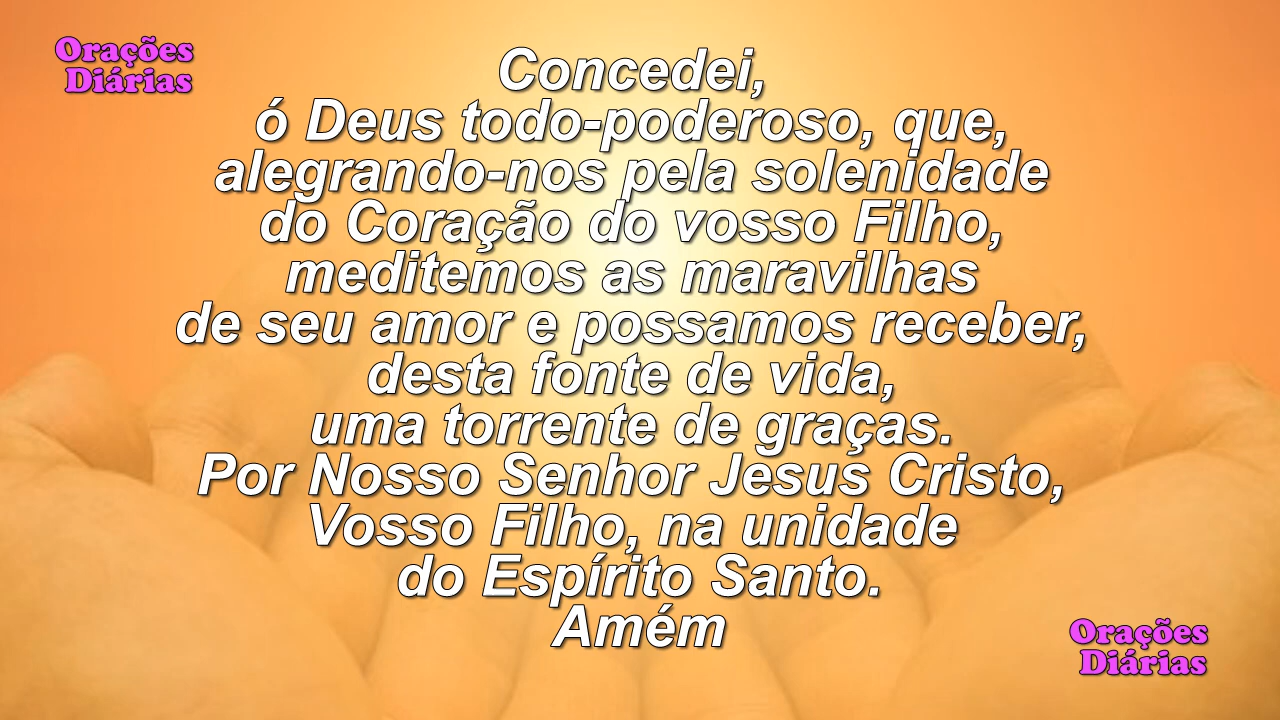 Orações
Diárias
Concedei,
ó Deus todo-poderoso, que,
alegrando-nos pela solenidade
do Coração do vosso Filho,
meditemos as maravilhas
de seu amor e possamos receber,
desta fonte de vida,
uma torrente de graças.
Por Nosso Senhor Jesus Cristo,
Vosso Filho, na unidade
do Espírito Santo.
Amém
Orações
Diárias